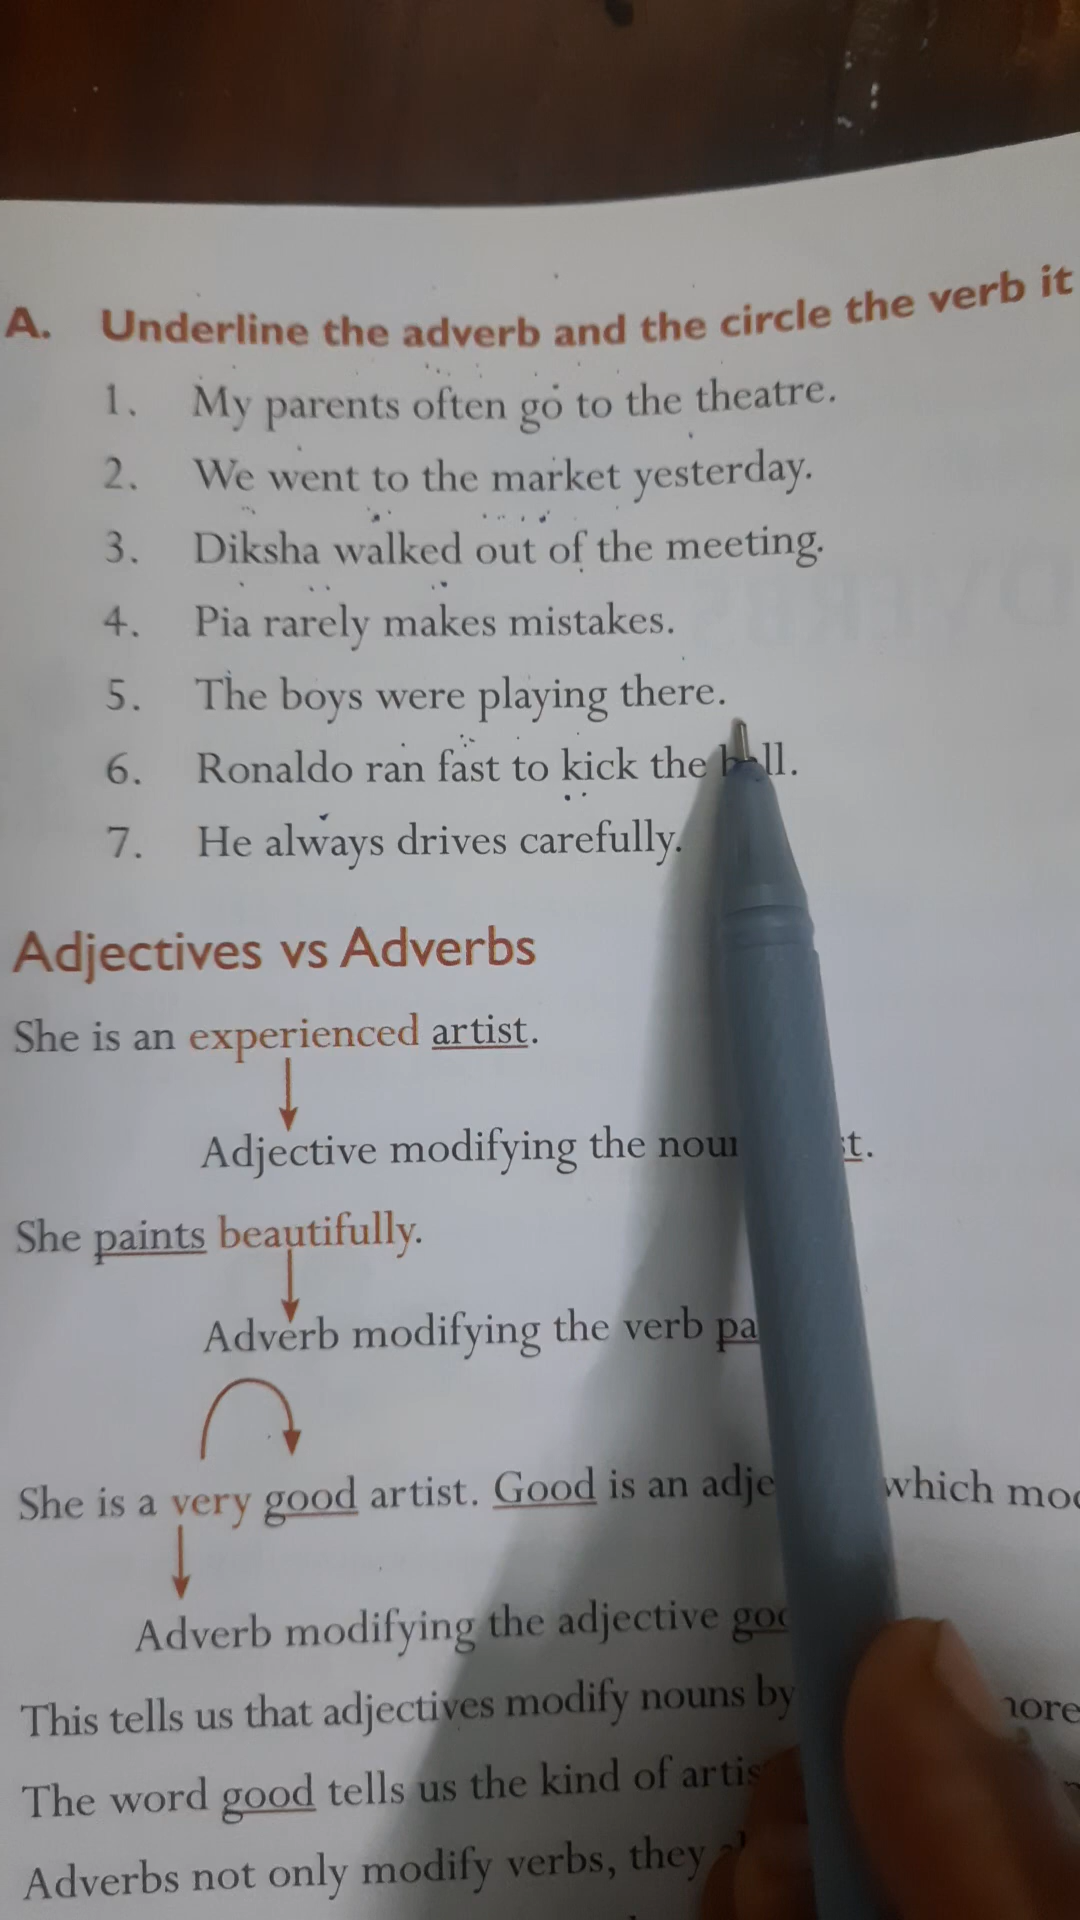 A. Underline the adverb and the circle the verb it
1. My parents often go to the theatre.
2. We went to the market yesterday.
3. Diksha walked out of the meeting.
4. Pia rarely makes mistakes.
5. The boys were playing there.
6. Ronaldo ran fast to kick the
7. He always drives carefully.
Adjectives vs Adverbs
She is an experienced artist.
Adjective modifying the
She paints beautifully.
Adverb modifying the verb
She is a very good artist. Good is an which
Adverb modifying the adjective
This tells us that adjectives modify nouns by
The word good tells us the kind of
Adverbs not only modify verbs, they